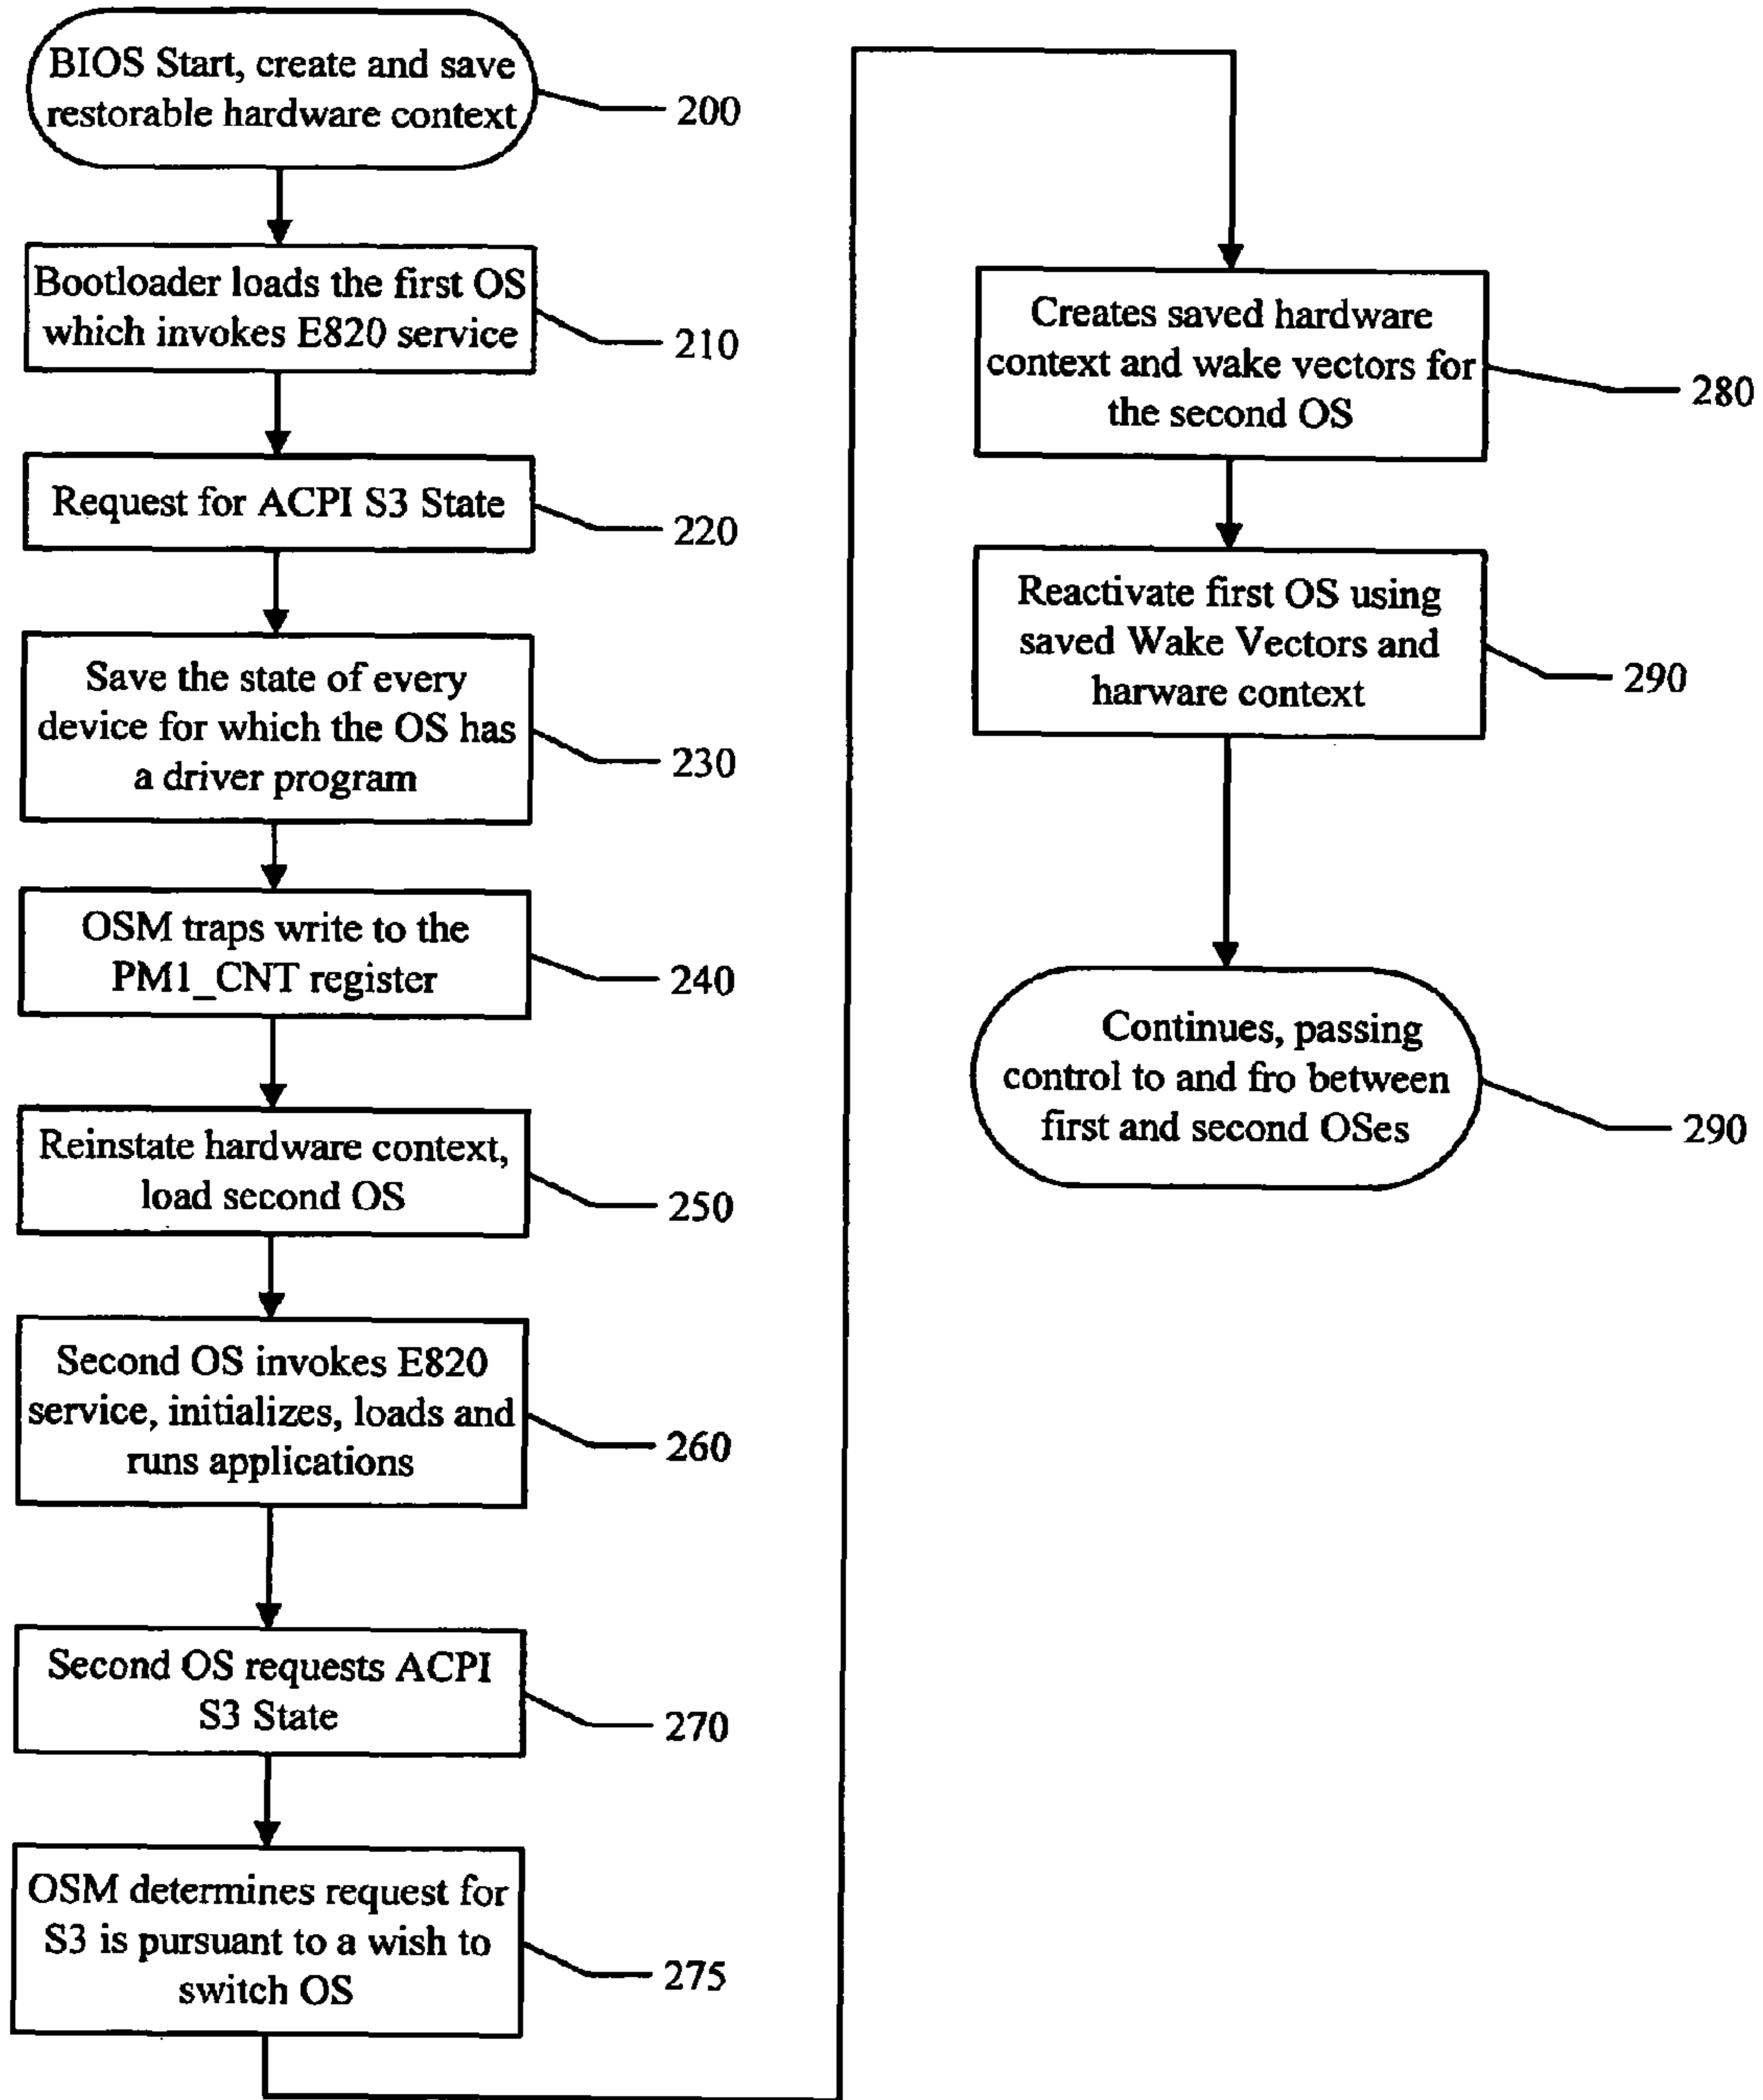 BIOS Start, create and save
restorable hardware context
200
Bootloader loads the first OS
which invokes E820 service
210
Request for ACPI S3 State
220
Save the state of every
device for which the OS has
a driver program
230
OSM traps write to the
PM1_CNT register
240
Reinstate hardware context,
load second OS
250
Second OS invokes E820
service, initializes, loads and
runs applications
260
Second OS requests ACPI
S3 State
270
OSM determines request for
S3 is pursuant to a wish to
switch OS
275
Creates saved hardware
context and wake vectors for
the second OS
280
Reactivate first OS using
saved Wake Vectors and
harware context
290
Continues, passing
control to and fro between
first and second OSes
290